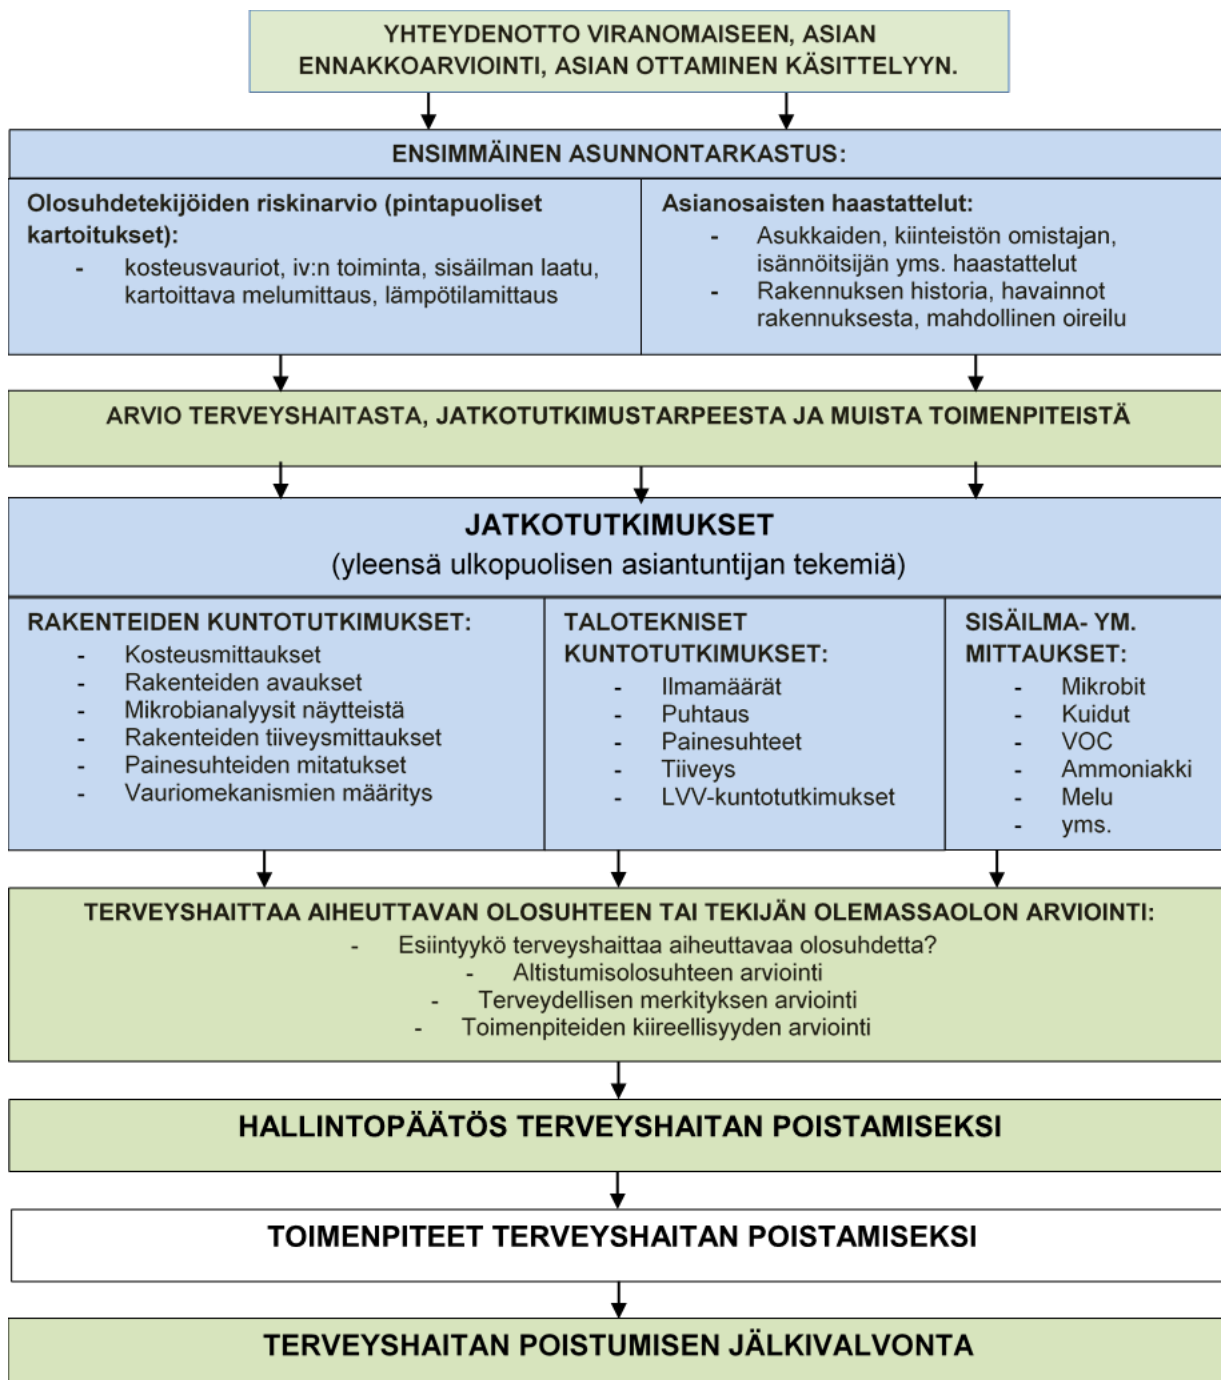 YHTEYDENOTTO VIRANOMAISEEN, ASIAN
ENNAKKOARVIOINTI, ASIAN OTTAMINEN KÄSITTELYYN.
ENSIMMÄINEN ASUNNONTARKASTUS:
Olosuhdetekijöiden riskinarvio (pintapuoliset
kartoitukset):
- kosteusvauriot, iv:n toiminta, sisäilman laatu,
kartoittava melumittaus, lämpötilamittaus
Asianosaisten haastattelut:
- Asukkaiden, kiinteistön omistajan,
isännöitsijän yms. haastattelut
- Rakennuksen historia, havainnot
rakennuksesta, mahdollinen oireilu
ARVIO TERVEYSHAITASTA, JATKOTUTKIMUSTARPEESTA JA MUISTA TOIMENPITEISTÄ
JATKOTUTKIMUKSET
(yleensä ulkopuolisen asiantuntijan tekemiä)
RAKENTEIDEN KUNTOTUTKIMUKSET:
- Kosteusmittaukset
- Rakenteiden avaukset
- Mikrobianalyysit näytteistä
- Rakenteiden tiiveysmittaukset
- Painesuhteiden mitatukset
- Vauriomekanismien määritys
TALOTEKNISET
KUNTOTUTKIMUKSET:
- Ilmamäärät
- Puhtaus
- Painesuhteet
- Tiiveys
- LVV-kuntotutkimukset
SISÄILMA- YM.
MITTAUKSET:
- Mikrobit
- Kuidut
- VOC
- Ammoniakki
- Melu
- yms.
TERVEYSHAITTAA AIHEUTTAVAN OLOSUHTEEN TAI TEKIJÄN OLEMASSAOLON ARVIOINTI:
- Esiintyykö terveyshaittaa aiheuttavaa olosuhdetta?
- Altistumisolosuhteen arviointi
- Terveydellisen merkityksen arviointi
- Toimenpiteiden kiireellisyyden arviointi
HALLINTOPÄÄTÖS TERVEYSHAITAN POISTAMISEKSI
TOIMENPITEET TERVEYSHAITAN POISTAMISEKSI
TERVEYSHAITAN POISTUMISEN JÄLKIVALVONTA